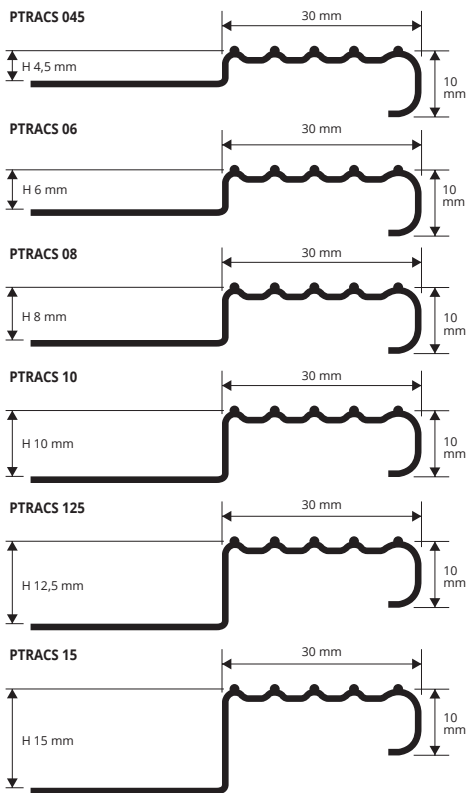 PTRACS 045
30 mm
H 4,5 mm
10
mm
PTRACS 06
30 mm
H 6 mm
10
mm
PTRACS 08
30 mm
H 8 mm
10
mm
PTRACS 10
30 mm
H 10 mm
10
mm
PTRACS 125
30 mm
H 12,5 mm
10
mm
PTRACS 15
30 mm
H 15 mm
10
mm